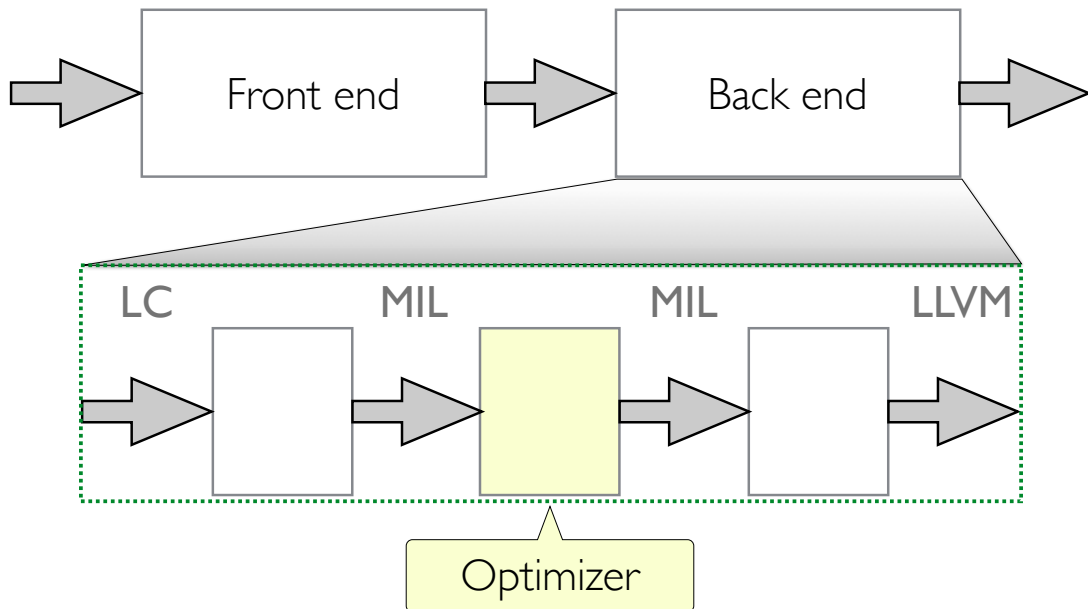 Front end
Back end
LC
MIL
MIL
LLVM
Optimizer